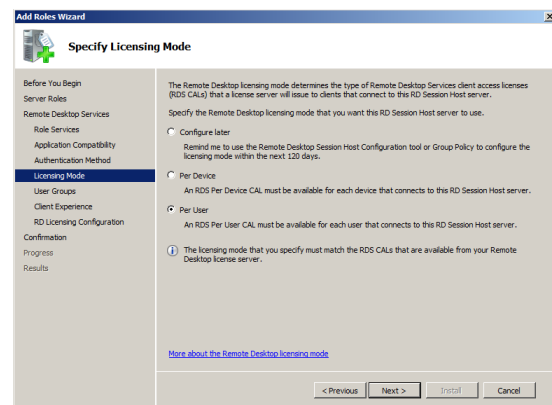 Add Roles Wizard
Specify Licensing Mode
Before You Begin
Server Roles
Remote Desktop Services
Role Services
Application Compatibility
Authentication Method
Licensing Mode
User Groups
Client Experience
RD Licensing Configuration
Confirmation
Progress
Results
The Remote Desktop licensing mode determines the type of Remote Desktop Services client access licenses
(RDS CALs) that a license server will issue to clients that connect to this RD Session Host server.
Specify the Remote Desktop licensing mode that you want this RD Session Host server to use.
Configure later
Remind me to use the Remote Desktop Session Host Configuration tool or Group Policy to configure the
licensing mode within the next 120 days.
Per Device
An RDS Per Device CAL must be available for each device that connects to this RD Session Host server.
Per User
An RDS Per User CAL must be available for each user that connects to this RD Session Host server.
The licensing mode that you specify must match the RDS CALs that are available from your Remote
Desktop license server.
More about the Remote Desktop licensing mode
< Previous
Next >
Install
Cancel